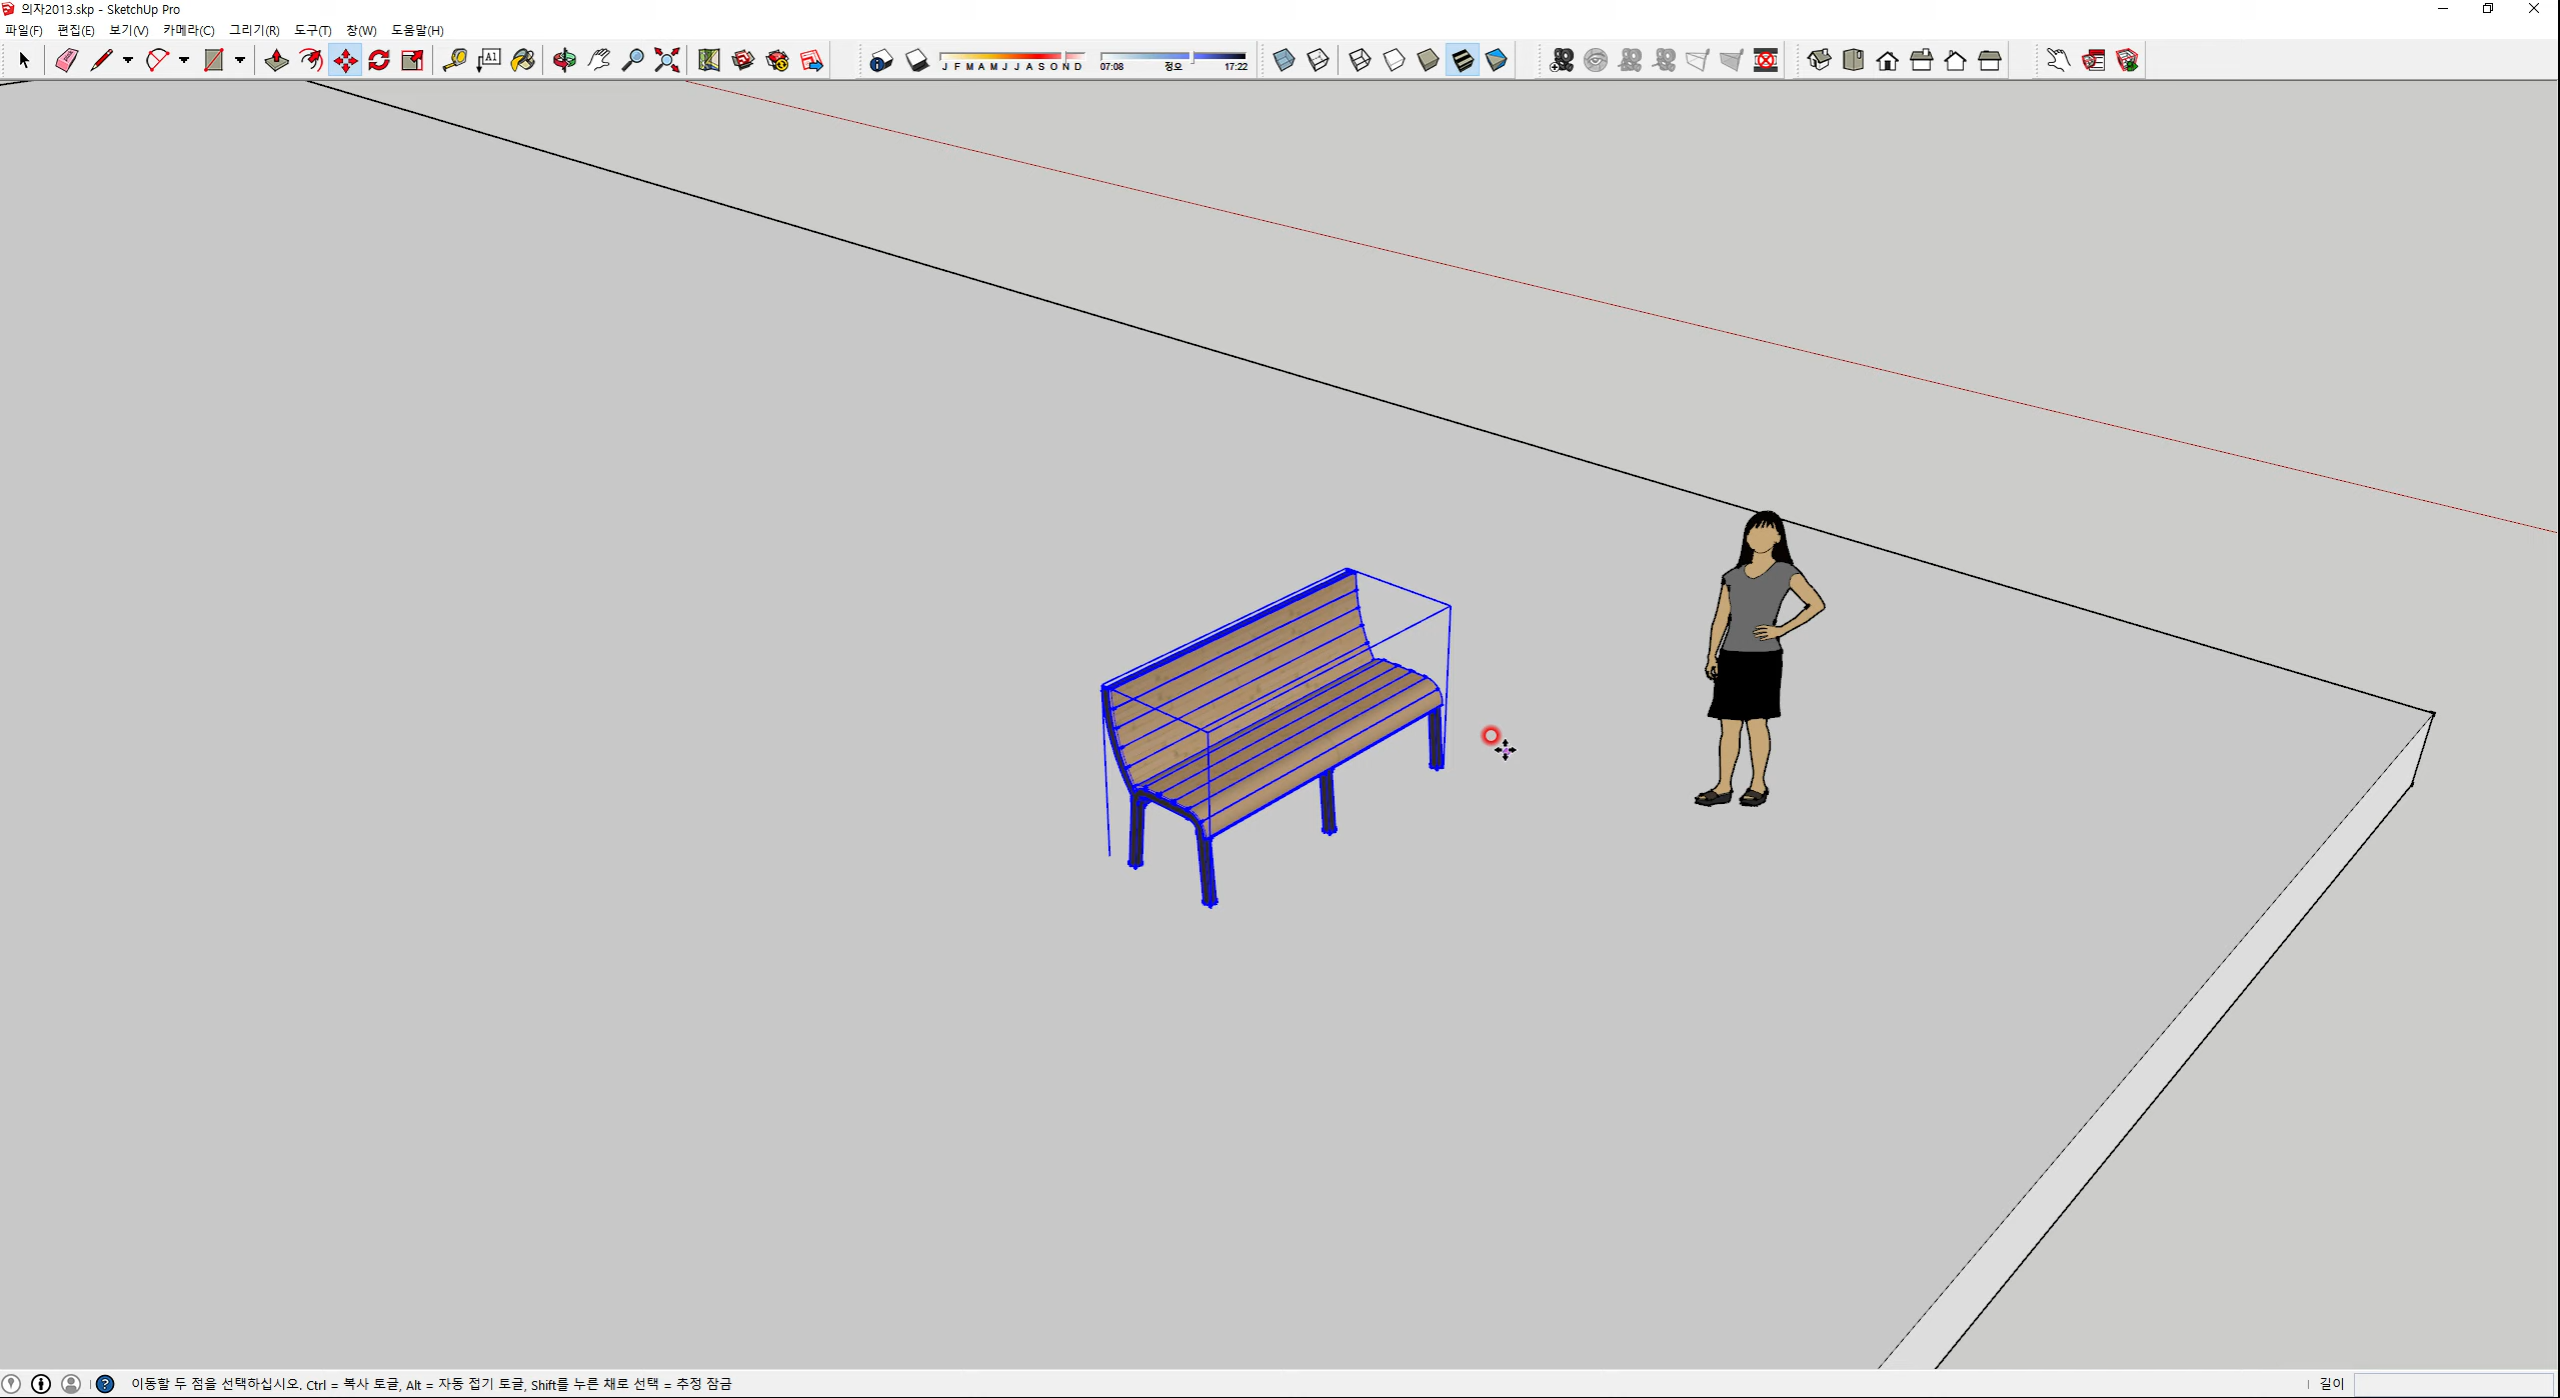 의자2013.skp - SketchUp Pro
파일(F) 편집(E) 보기(V) 카메라(C) 그리기(R) 도구(T) 창(W) 도움말(H)
A1
J F M A M J J A S O N D 07:08 정오 17:22
이동할 두 점을 선택하십시오. Ctrl = 복사 토글, Alt = 자동 접기 토글, Shift를 누른 채로 선택 = 추정 잠금 길이